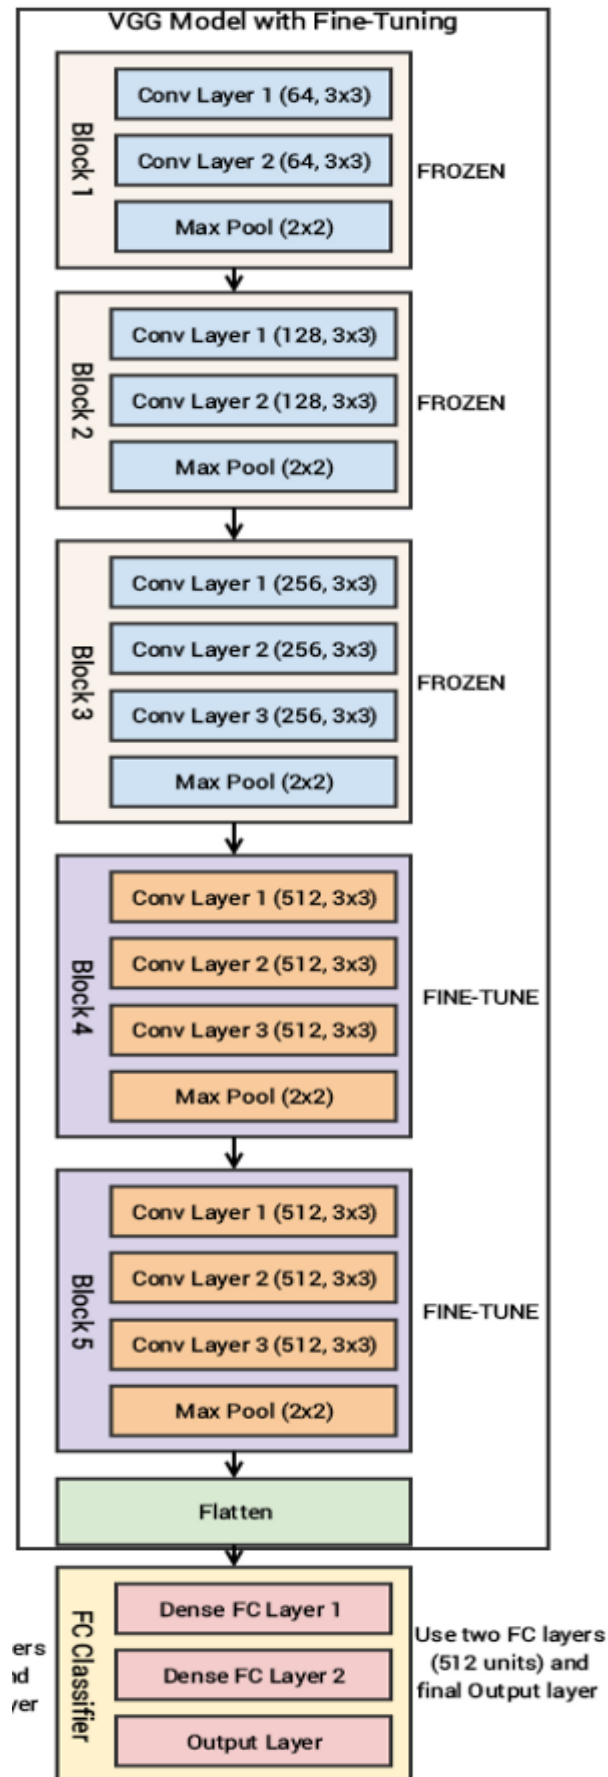 VGG Model with Fine-Tuning
Block 1
Conv Layer 1 (64, 3x3)
Conv Layer 2 (64, 3x3)
Max Pool (2x2)
FROZEN
Block 2
Conv Layer 1 (128, 3x3)
Conv Layer 2 (128, 3x3)
Max Pool (2x2)
FROZEN
Block 3
Conv Layer 1 (256, 3x3)
Conv Layer 2 (256, 3x3)
Conv Layer 3 (256, 3x3)
Max Pool (2x2)
FROZEN
Block 4
Conv Layer 1 (512, 3x3)
Conv Layer 2 (512, 3x3)
Conv Layer 3 (512, 3x3)
Max Pool (2x2)
FINE-TUNE
Block 5
Conv Layer 1 (512, 3x3)
Conv Layer 2 (512, 3x3)
Conv Layer 3 (512, 3x3)
Max Pool (2x2)
FINE-TUNE
Flatten
FC Classifier
Dense FC Layer 1
Dense FC Layer 2
Output Layer
Use two FC layers
(512 units) and
final Output layer